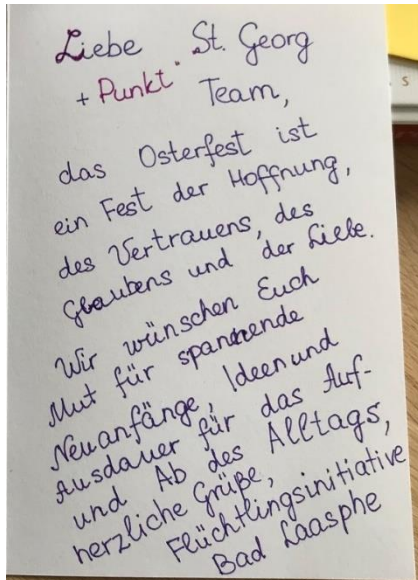 Liebe St. Georg
+ Punkt. Team,
das Osterfest ist
ein Fest der Hoffnung,
des Vertrauens, des
Glaubens und der Liebe.
Wir wünschen Euch
Mut für spannende
Neuanfänge, Ideen und
Ausdauer für das Auf-
und Ab des Alltags,
herzliche Grüße,
Flüchtlingsinitiative
Bad Laasphe
s